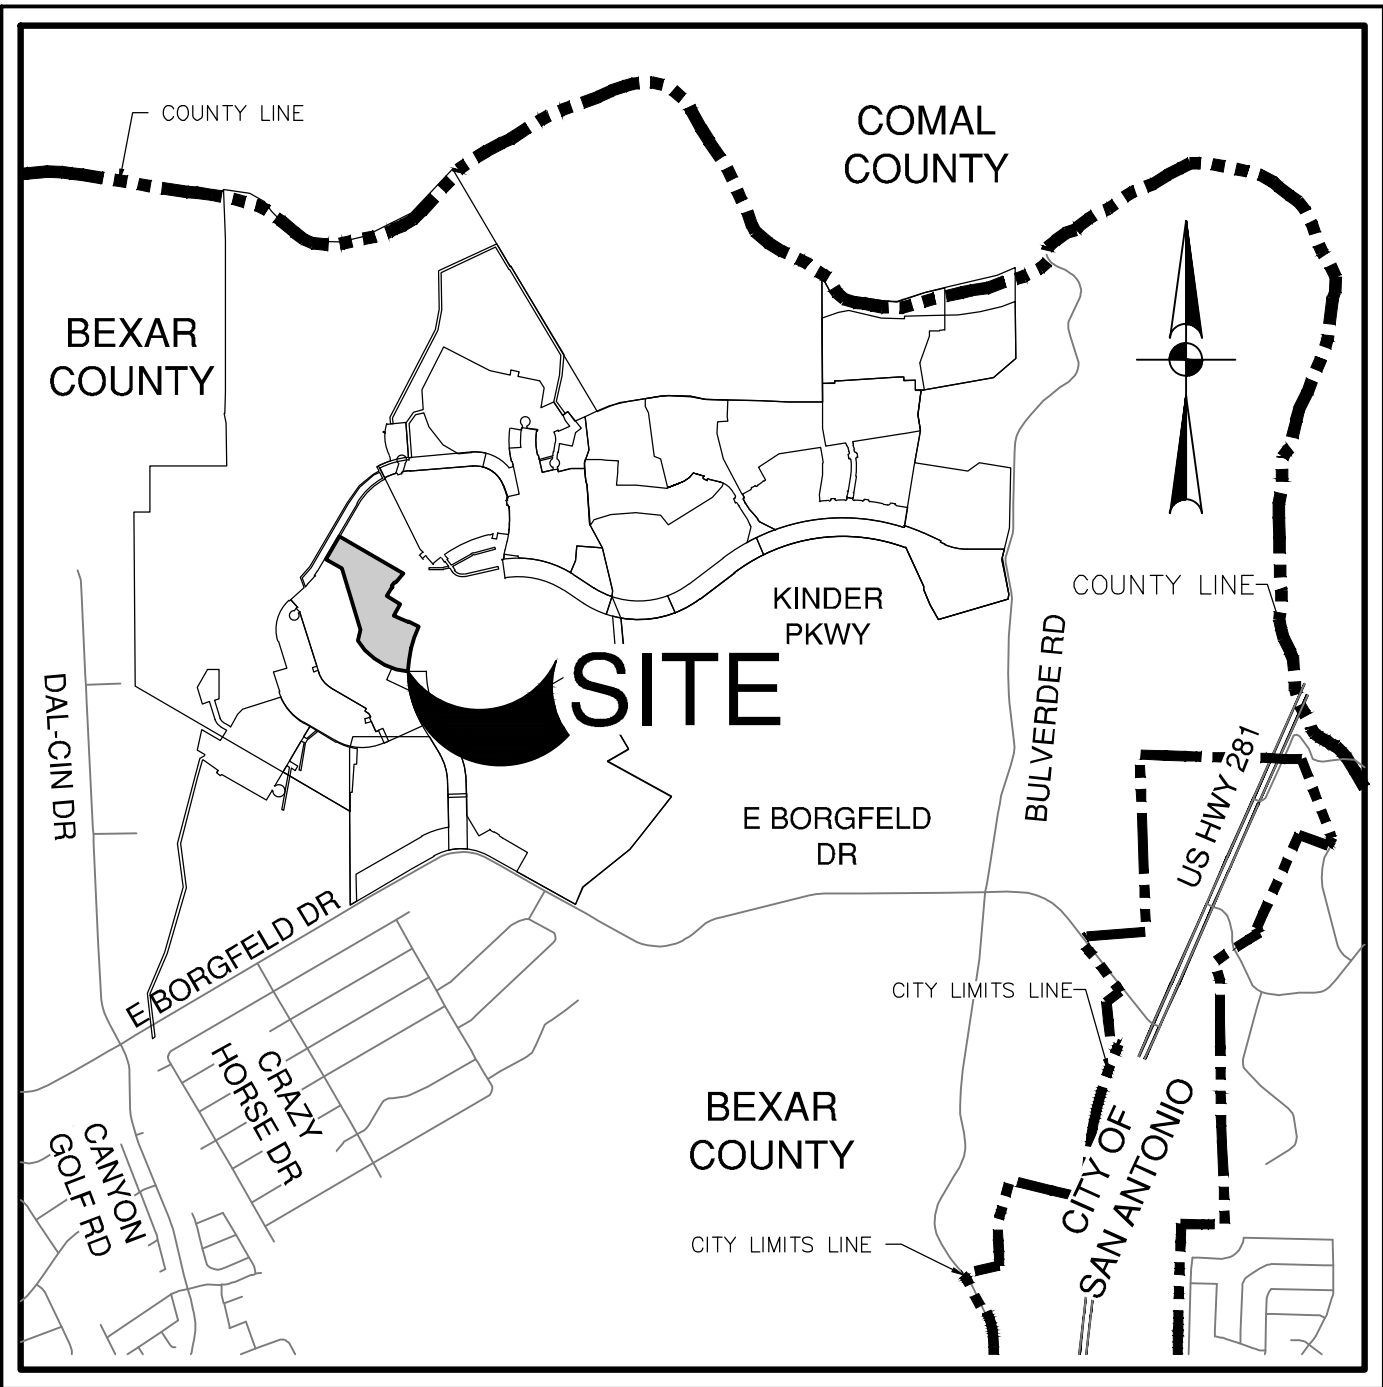 COUNTY LINE
COMAL
COUNTY
BEXAR
COUNTY
COUNTY LINE
KINDER
PKWY
SITE
BULVERDE RD
DAL-CIN DR
US HWY 281
E BORGFELD
DR
E BORGFELD DR
CITY LIMITS LINE
CRAZY
HORSE DR
BEXAR
COUNTY
CITY OF
SAN ANTONIO
CANYON
GOLF RD
CITY LIMITS LINE